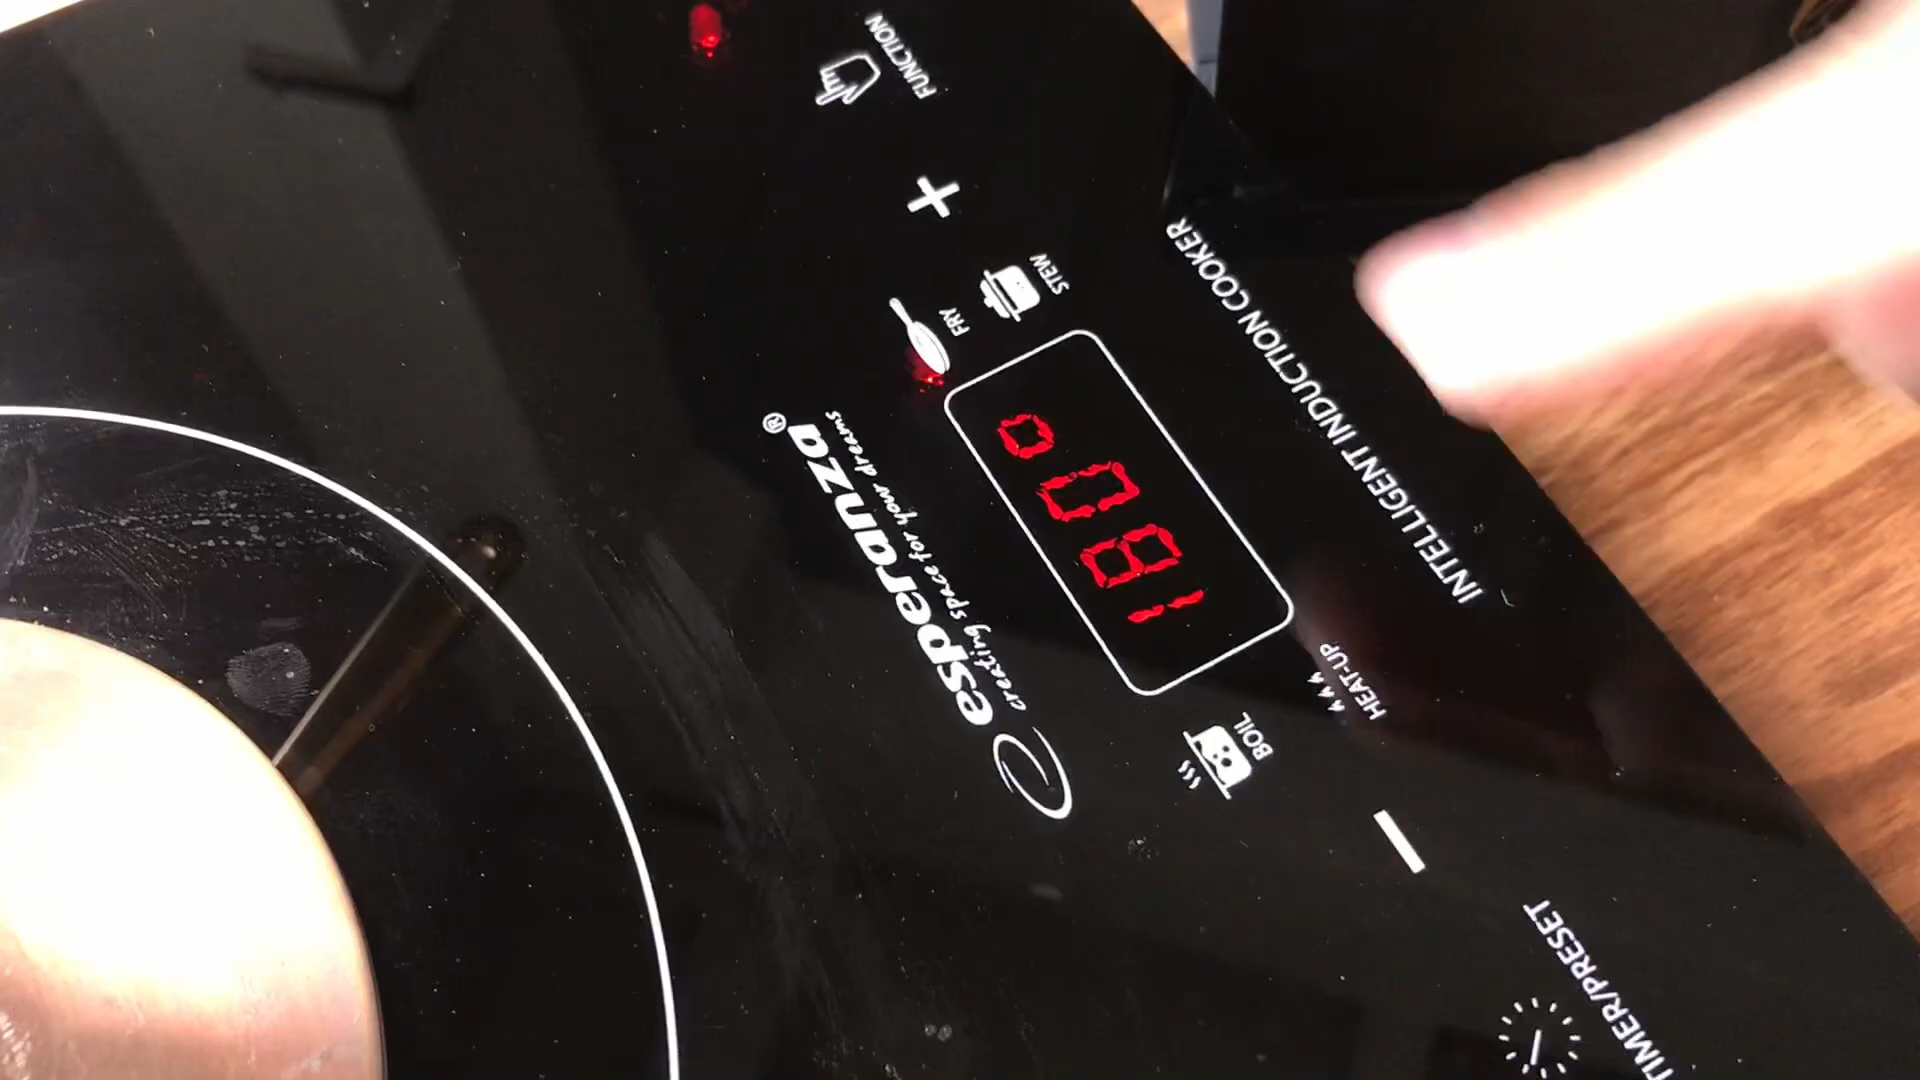 INTELLIGENT INDUCTION COOKER
TIMER/PRESET
HEAT-UP
BOIL
STEW
FRY
FUNCTION
180°
esperanza®
creating space for your dreams